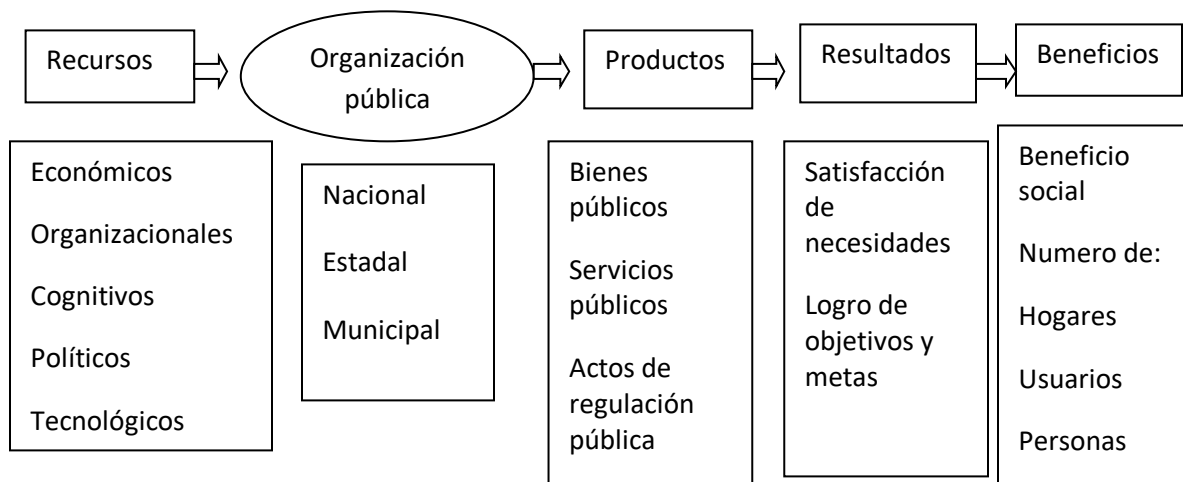 Recursos
Organización
pública
Productos
Resultados
Beneficios
Económicos
Organizacionales
Cognitivos
Políticos
Tecnológicos
Nacional
Estadal
Municipal
Bienes
públicos
Servicios
públicos
Actos de
regulación
pública
Satisfacción
de
necesidades
Logro de
objetivos y
metas
Beneficio
social
Numero de:
Hogares
Usuarios
Personas